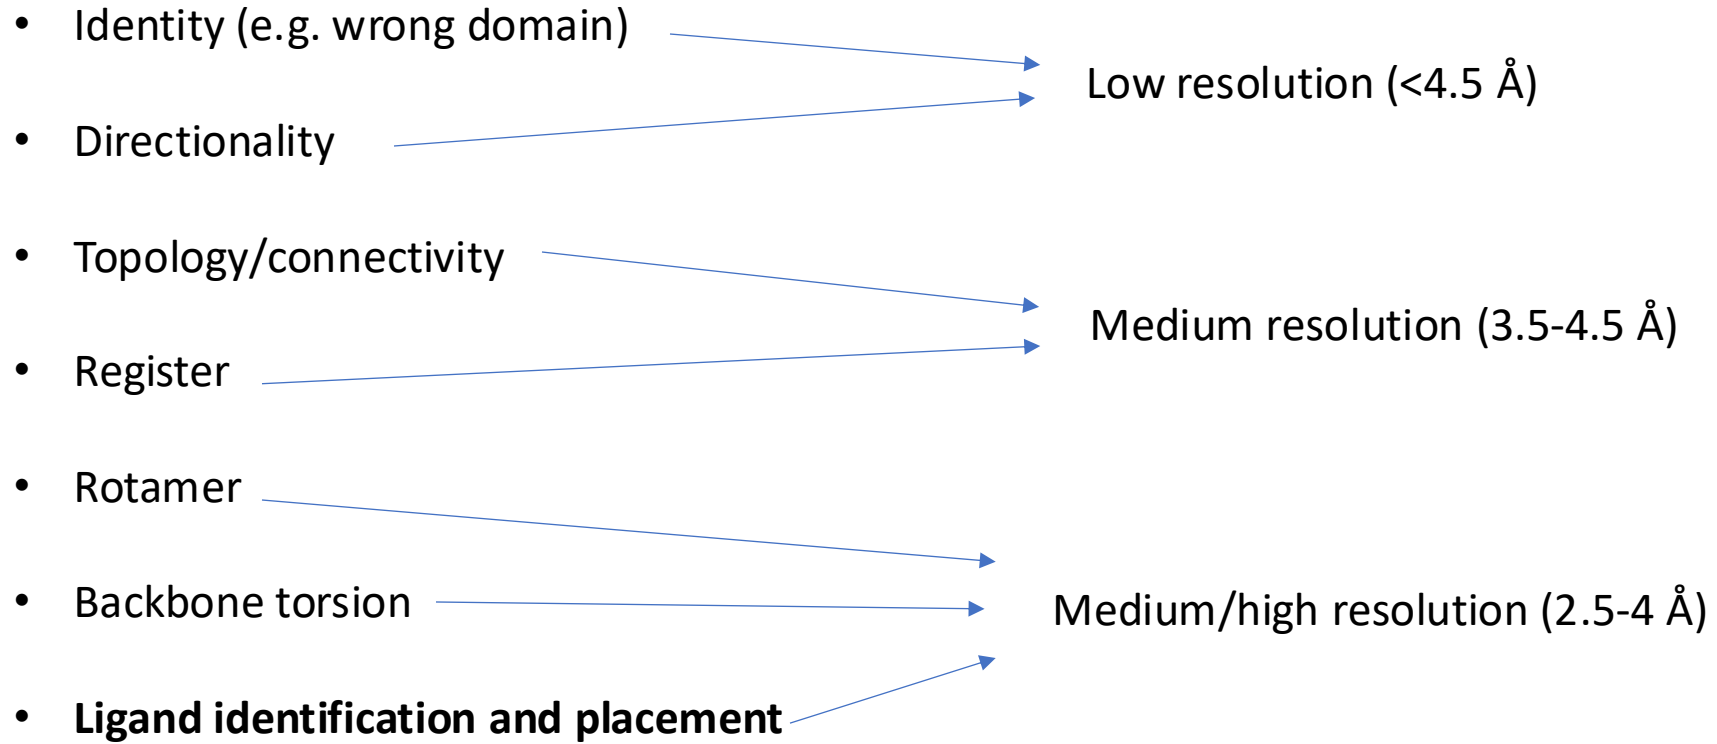 • Identity (e.g. wrong domain)
• Directionality
• Topology/connectivity
• Register
• Rotamer
• Backbone torsion
• Ligand identification and placement
Low resolution (<4.5 Å)
Medium resolution (3.5-4.5 Å)
Medium/high resolution (2.5-4 Å)